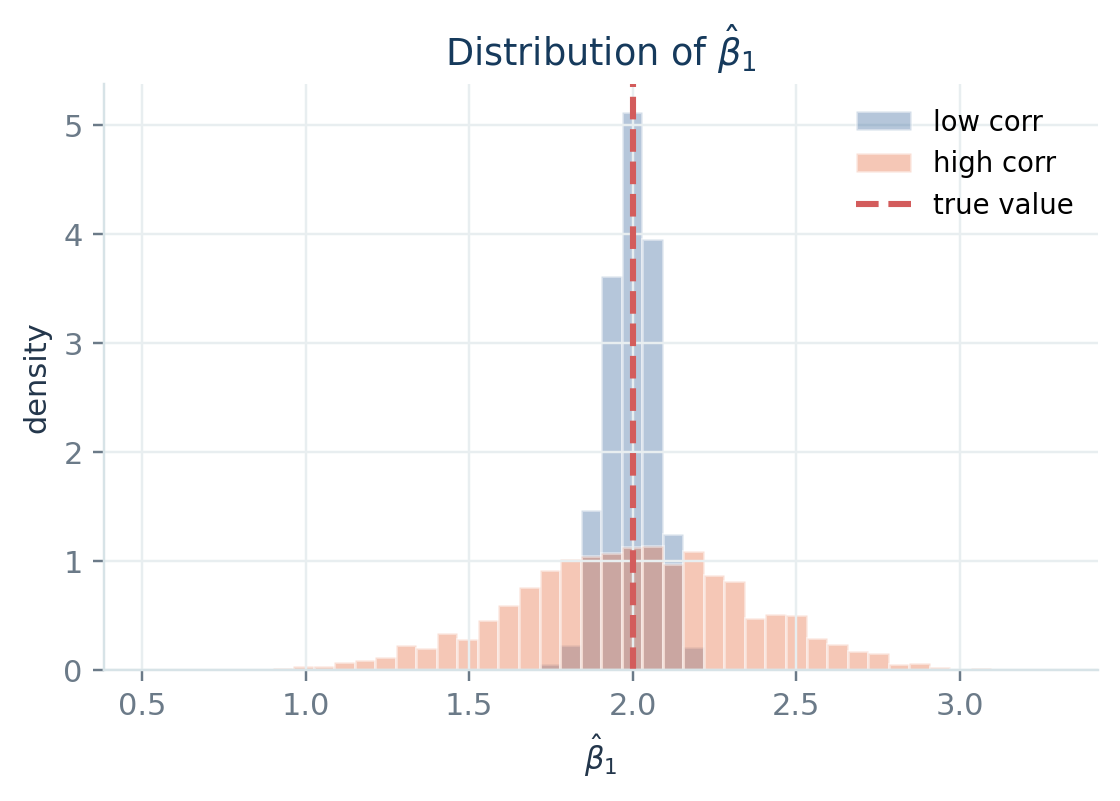 Distribution of β̂₁
low corr
high corr
true value
density
5
4
3
2
1
0
0.5 1.0 1.5 2.0 2.5 3.0
β̂₁